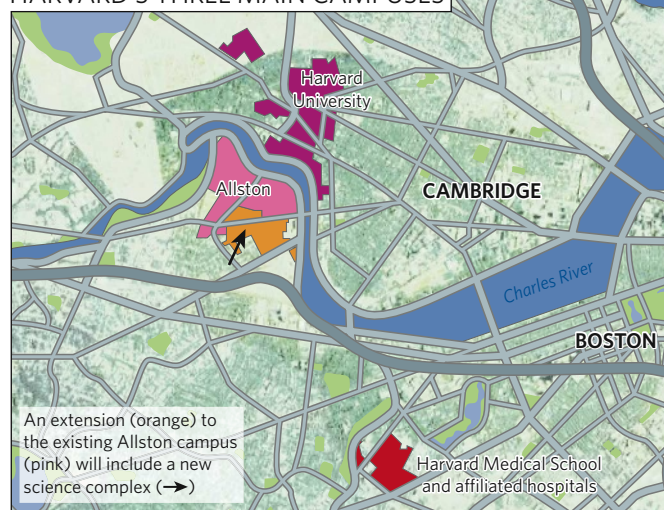 HARVARD'S THREE MAIN CAMPUSES
Harvard
University
Allston
CAMBRIDGE
Charles River
BOSTON
An extension (orange) to
the existing Allston campus
(pink) will include a new
science complex (→)
Harvard Medical School
and affiliated hospitals